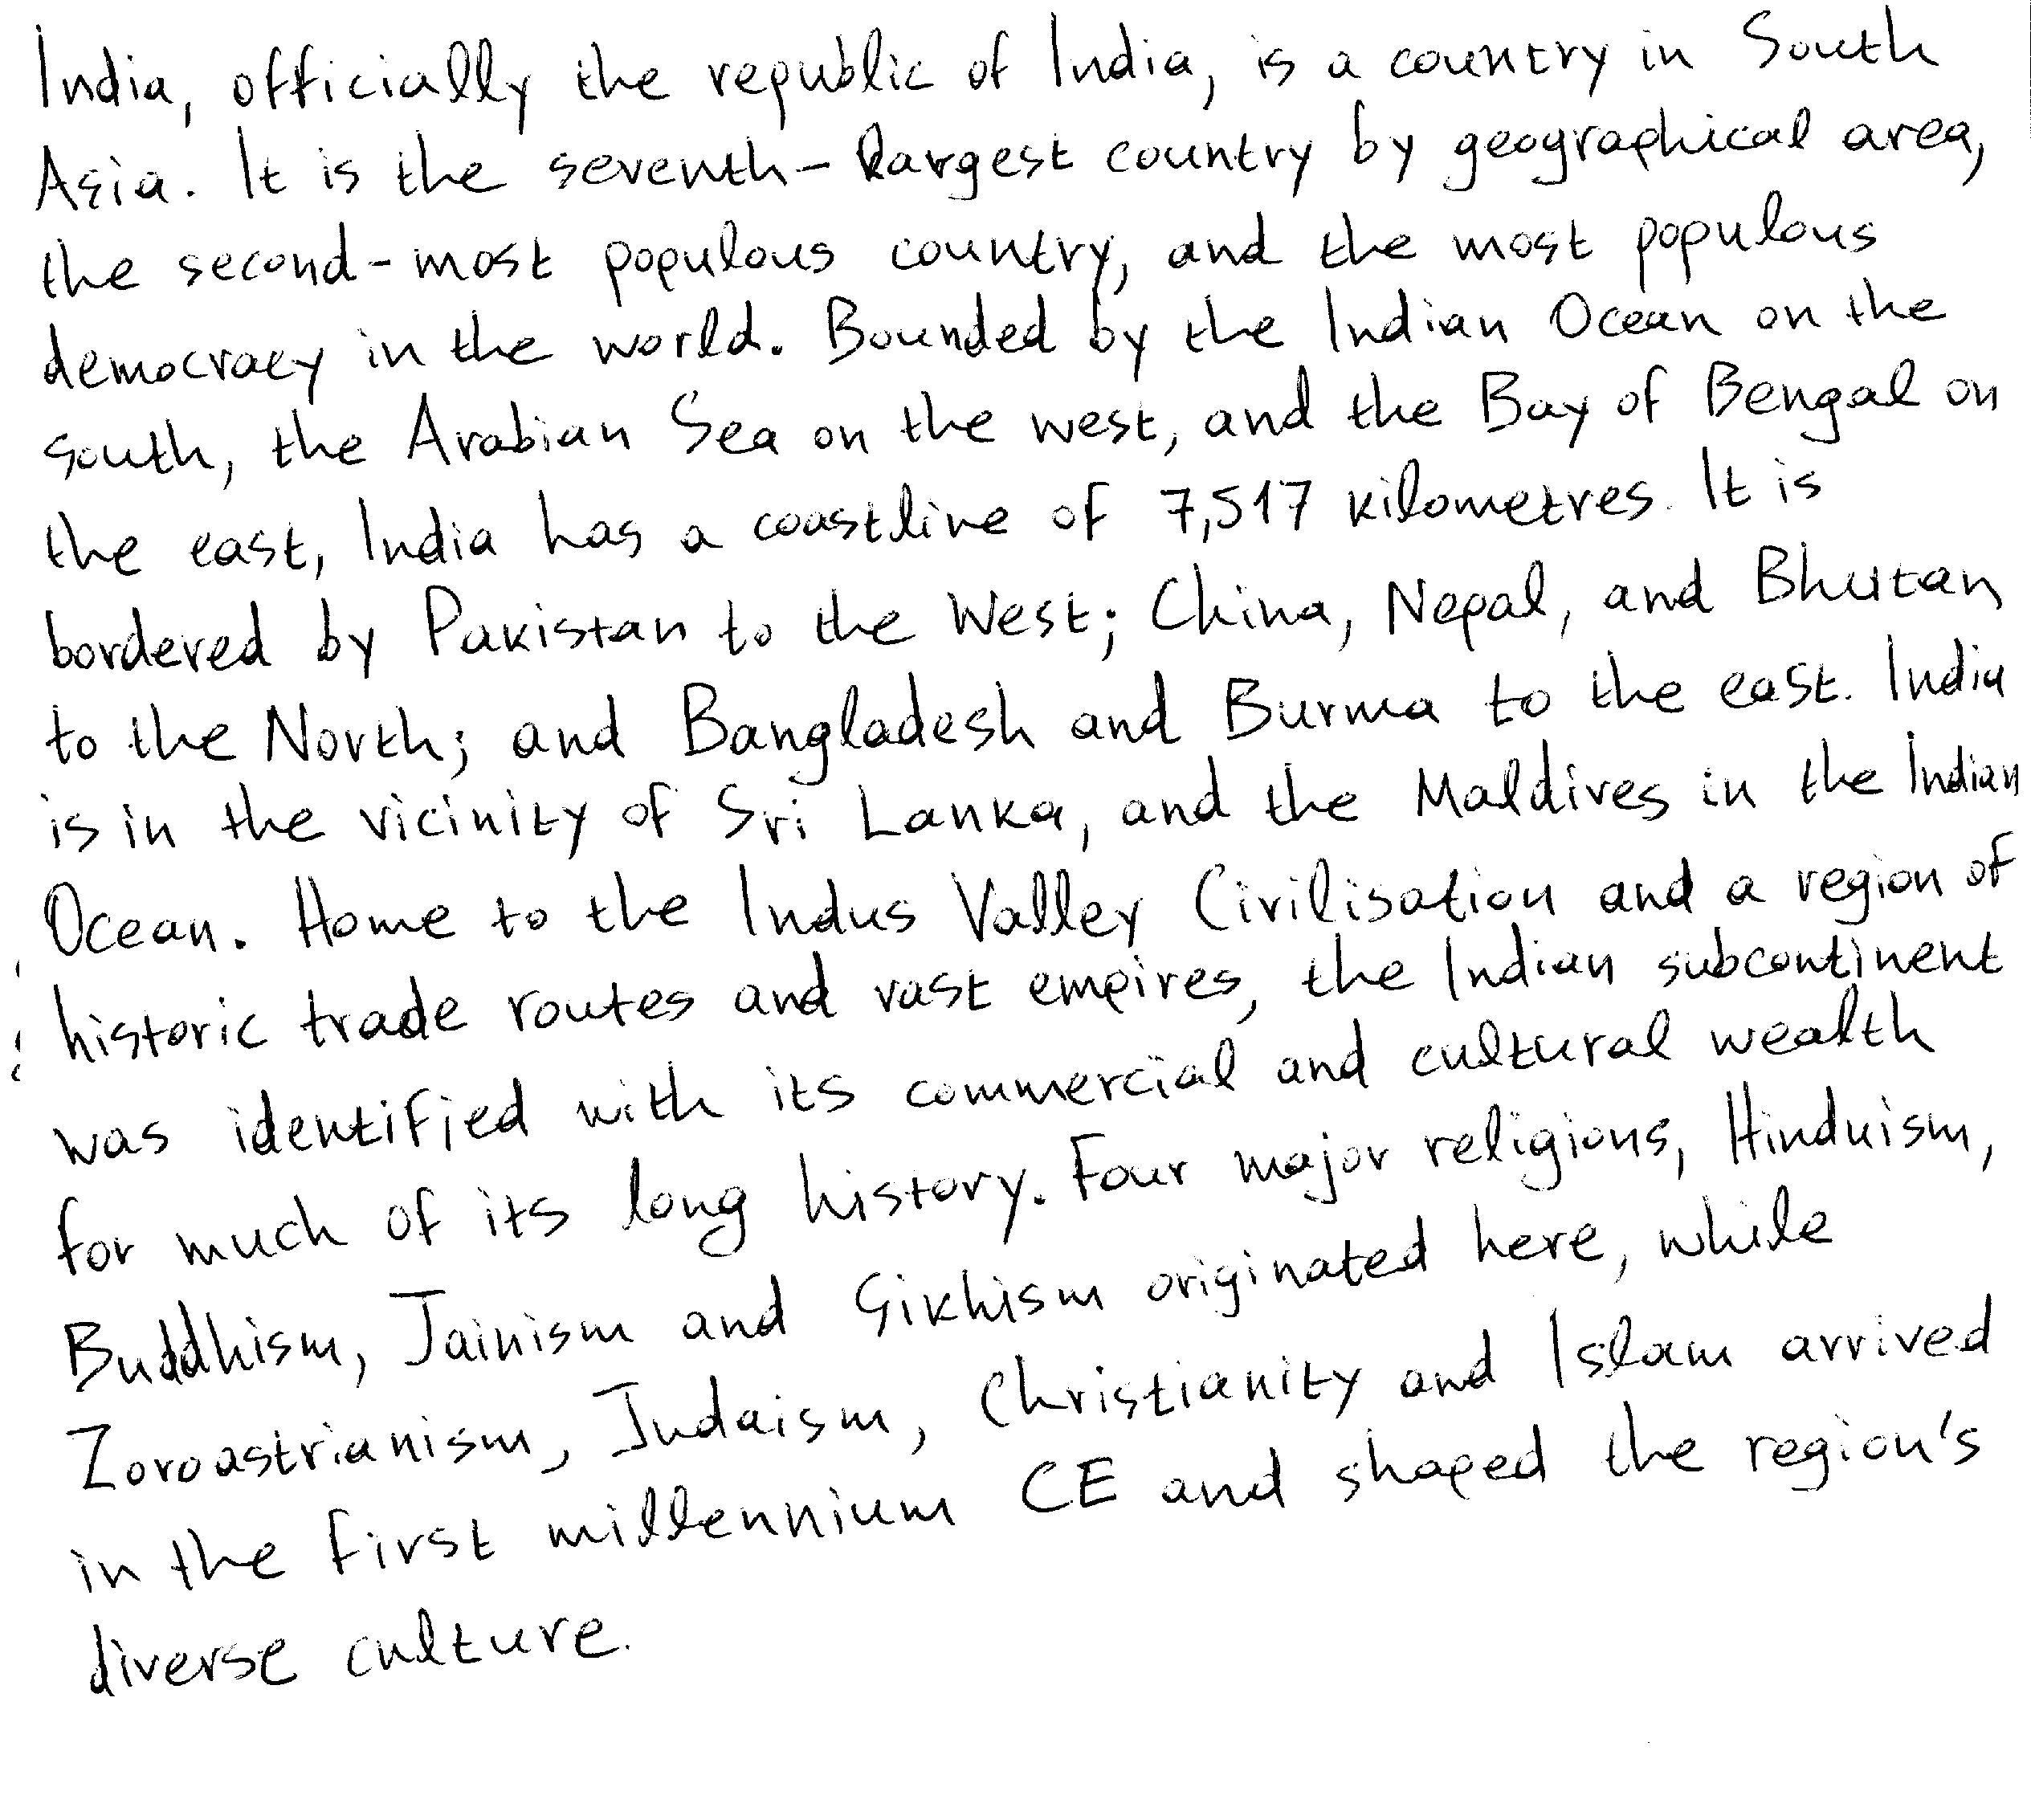 India, officially the republic of India, is a country in South
Asia. It is the seventh-largest country by geographical area,
the second-most populous country, and the most populous
democracy in the world. Bounded by the Indian Ocean on the
south, the Arabian Sea on the west, and the Bay of Bengal on
the east, India has a coastline of 7,517 kilometres. It is
bordered by Pakistan to the West; China, Nepal, and Bhutan
to the North; and Bangladesh and Burma to the east. India
is in the vicinity of Sri Lanka, and the Maldives in the Indian
Ocean. Home to the Indus Valley Civilisation and a region of
historic trade routes and vast empires, the Indian subcontinent
was identified with its commercial and cultural wealth
for much of its long history. Four major religions, Hinduism,
Buddhism, Jainism and Sikhism originated here, while
Zoroastrianism, Judaism, Christianity and Islam arrived
in the first millennium CE and shaped the region's
diverse culture.